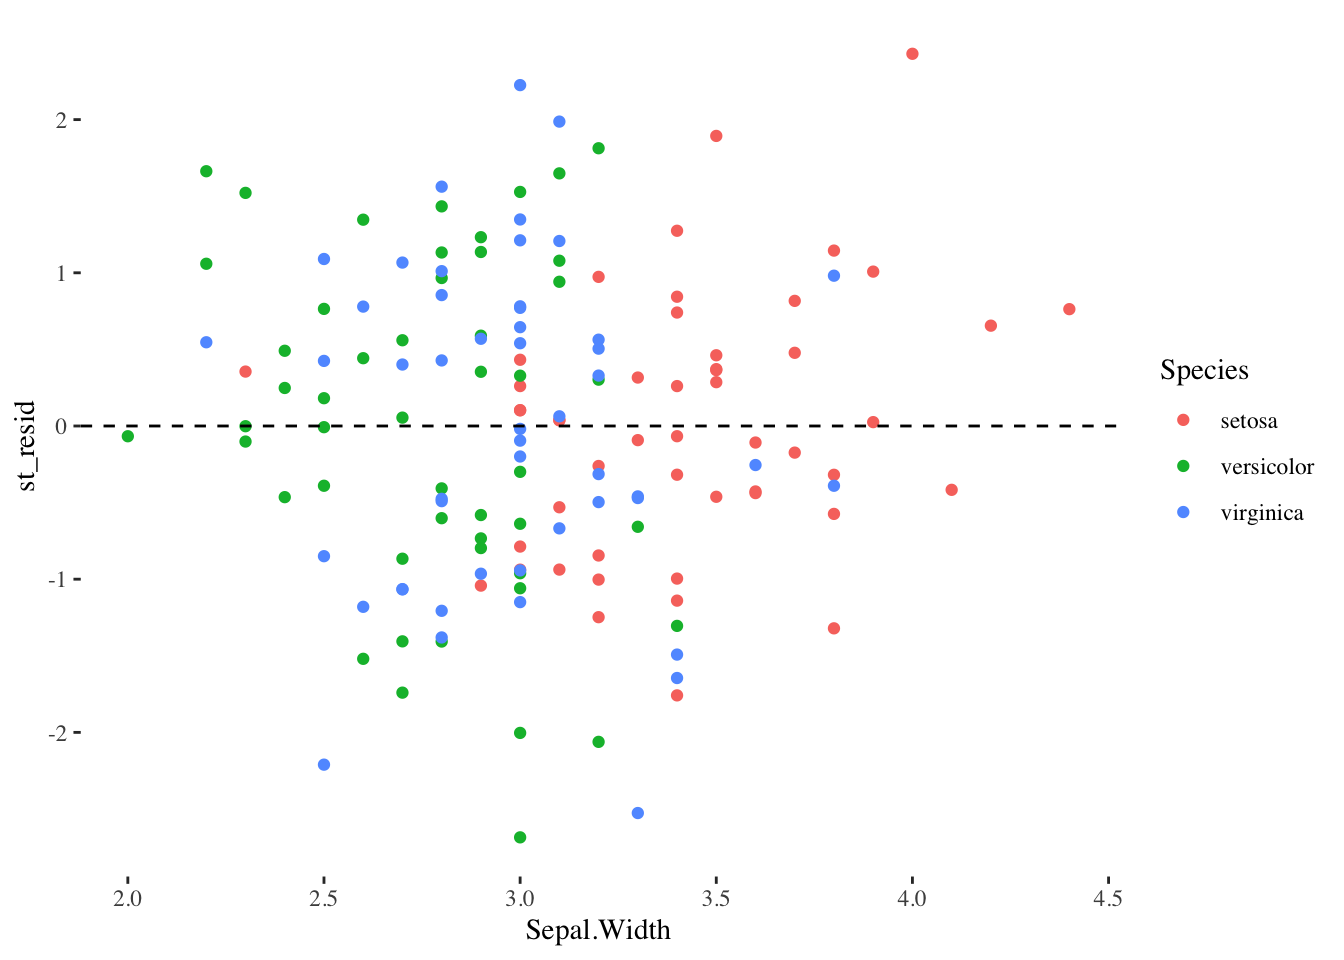 st_resid
2
1
0
-1
-2
2.0 2.5 3.0 3.5 4.0 4.5
Sepal.Width
Species
setosa
versicolor
virginica